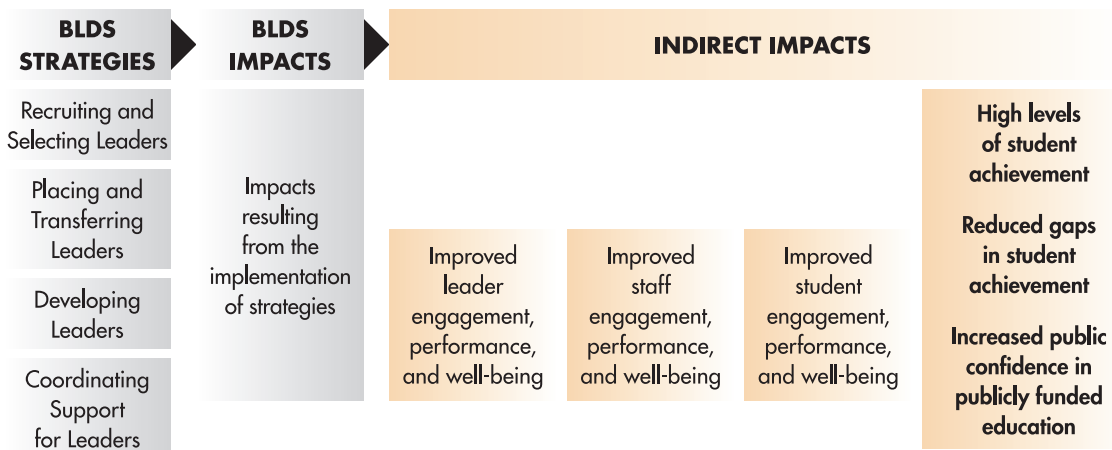 BLDS
STRATEGIES
BLDS
IMPACTS
INDIRECT IMPACTS
Recruiting and
Selecting Leaders
Placing and
Transferring
Leaders
Developing
Leaders
Coordinating
Support
for Leaders
Impacts
resulting
from the
implementation
of strategies
Improved
leader
engagement,
performance,
and well-being
Improved
staff
engagement,
performance,
and well-being
Improved
student
engagement,
performance,
and well-being
High levels
of student
achievement
Reduced gaps
in student
achievement
Increased public
confidence in
publicly funded
education